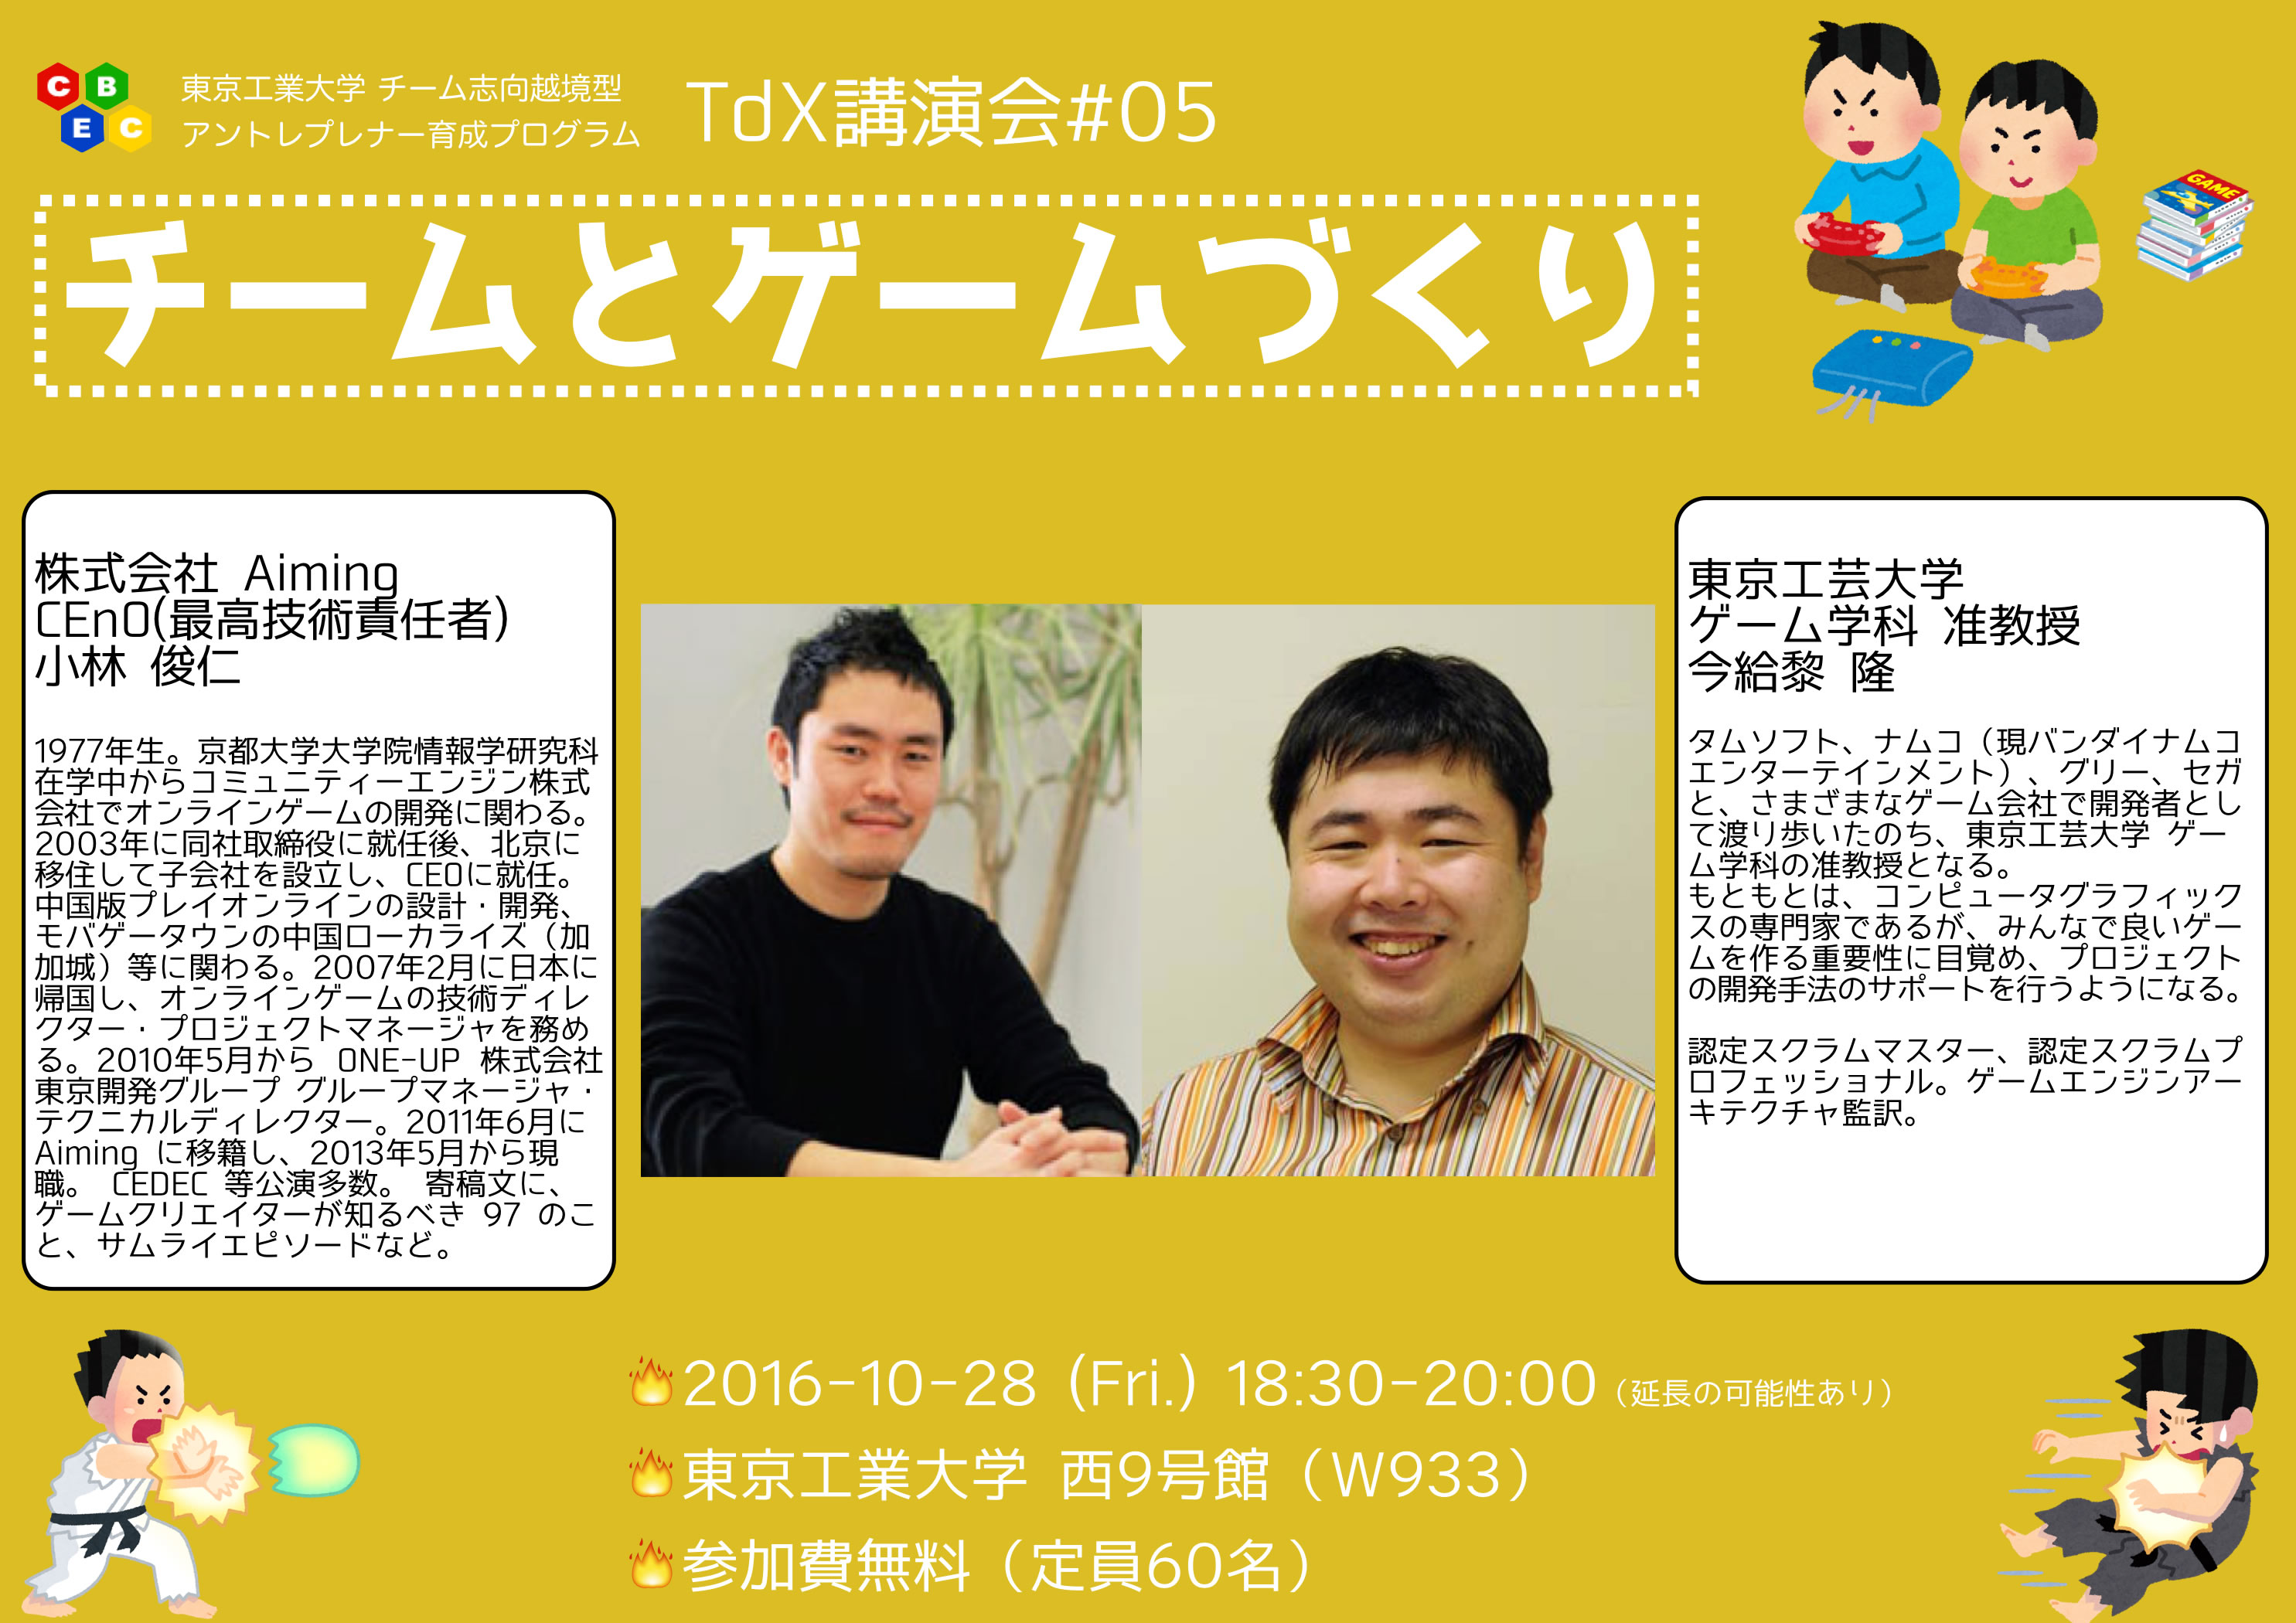 C B
E C
東京工業大学 チーム志向越境型
アントレプレナー育成プログラム
TdX講演会#05
チームとゲームづくり
GAME
株式会社 Aiming
CEnO(最高技術責任者)
小林 俊仁
1977年生。京都大学大学院情報学研究科
在学中からコミュニティーエンジン株式
会社でオンラインゲームの開発に関わる。
2003年に同社取締役に就任後、北京に
移住して子会社を設立し、CEOに就任。
中国版プレイオンラインの設計・開発、
モバゲータウンの中国ローカライズ（加
加城）等に関わる。2007年2月に日本に
帰国し、オンラインゲームの技術ディレ
クター・プロジェクトマネージャを務め
る。2010年5月から ONE-UP 株式会社
東京開発グループ グループマネージャ・
テクニカルディレクター。2011年6月に
Aiming に移籍し、2013年5月から現
職。 CEDEC 等公演多数。 寄稿文に、
ゲームクリエイターが知るべき 97 のこ
と、サムライエピソードなど。
東京工芸大学
ゲーム学科 准教授
今給黎 隆
タムソフト、ナムコ（現バンダイナムコ
エンターテインメント）、グリー、セガ
と、さまざまなゲーム会社で開発者とし
て渡り歩いたのち、東京工芸大学 ゲー
ム学科の准教授となる。
もともとは、コンピュータグラフィック
スの専門家であるが、みんなで良いゲー
ムを作る重要性に目覚め、プロジェクト
の開発手法のサポートを行うようになる。
認定スクラムマスター、認定スクラムプ
ロフェッショナル。ゲームエンジンアー
キテクチャ監訳。
2016-10-28 (Fri.) 18:30-20:00（延長の可能性あり）
東京工業大学 西9号館（W933）
参加費無料（定員60名）